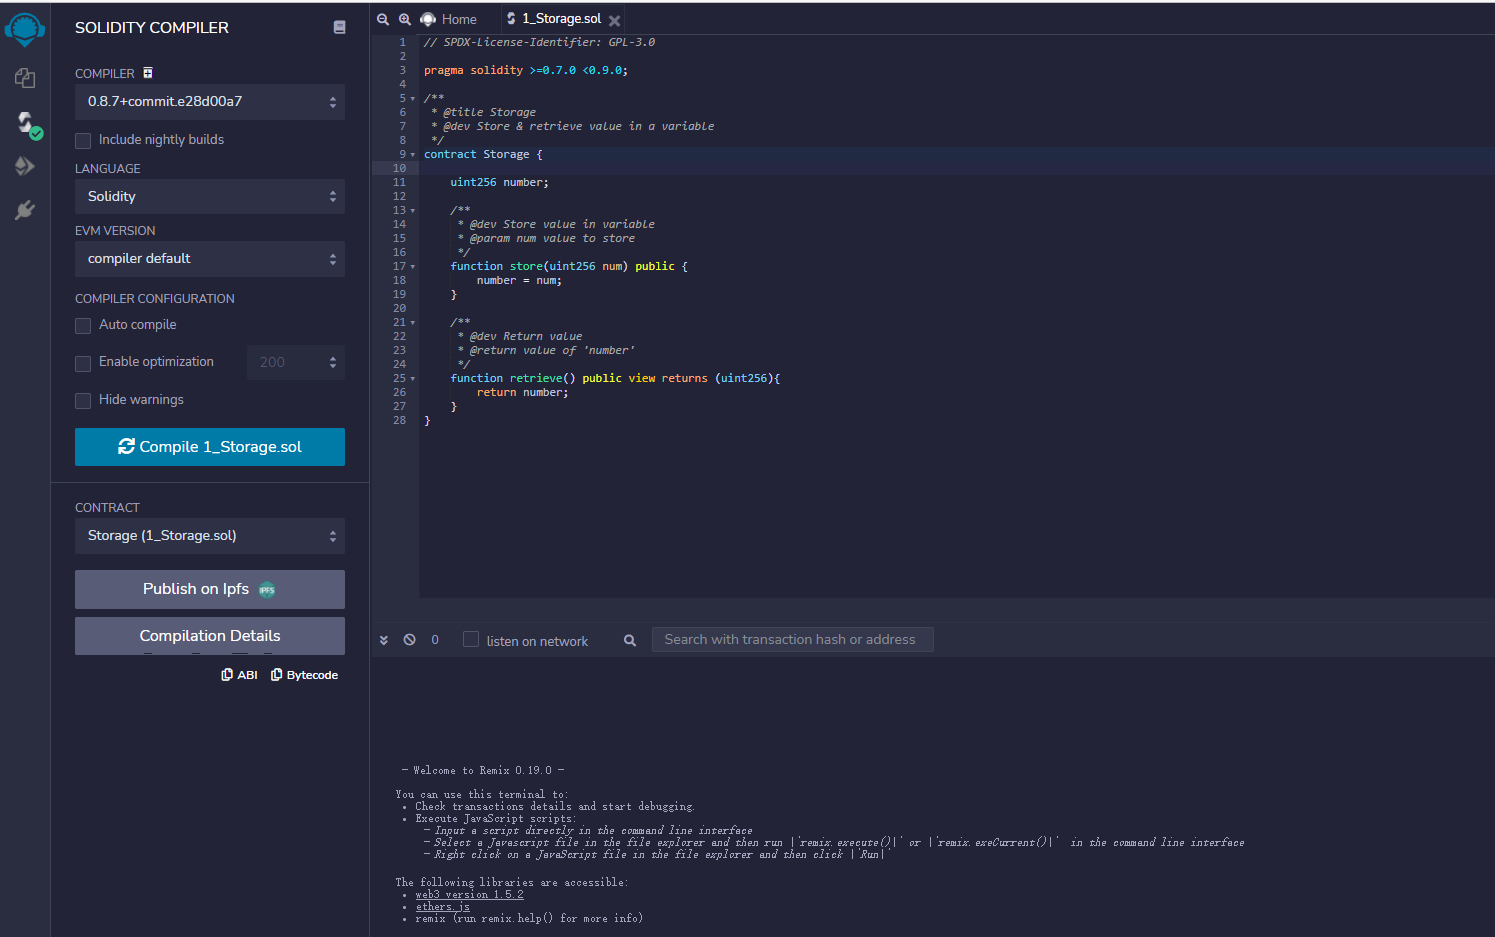 SOLIDITY COMPILER
COMPILER
0.8.7+commit.e28d00a7
Include nightly builds
LANGUAGE
Solidity
EVM VERSION
compiler default
COMPILER CONFIGURATION
Auto compile
Enable optimization
200
Hide warnings
Compile 1_Storage.sol
CONTRACT
Storage (1_Storage.sol)
Publish on Ipfs
IPFS
Compilation Details
ABI
Bytecode
Home
1_Storage.sol
1 // SPDX-License-Identifier: GPL-3.0
2
3 pragma solidity >=0.7.0 <0.9.0;
4
5 /**
6  * @title Storage
7  * @dev Store & retrieve value in a variable
8  */
9 contract Storage {
10
11     uint256 number;
12
13     /**
14      * @dev Store value in variable
15      * @param num value to store
16      */
17     function store(uint256 num) public {
18         number = num;
19     }
20
21     /**
22      * @dev Return value
23      * @return value of 'number'
24      */
25     function retrieve() public view returns (uint256){
26         return number;
27     }
28 }
0
listen on network
Search with transaction hash or address
- Welcome to Remix 0.19.0 -
You can use this terminal to:
• Check transactions details and start debugging.
• Execute JavaScript scripts:
- Input a script directly in the command line interface
- Select a Javascript file in the file explorer and then run |`remix.execute()|` or |`remix.exeCurrent()|` in the command line interface
- Right click on a JavaScript file in the file explorer and then click |`Run|`
The following libraries are accessible:
• web3 version 1.5.2
• ethers.js
• remix (run remix.help() for more info)